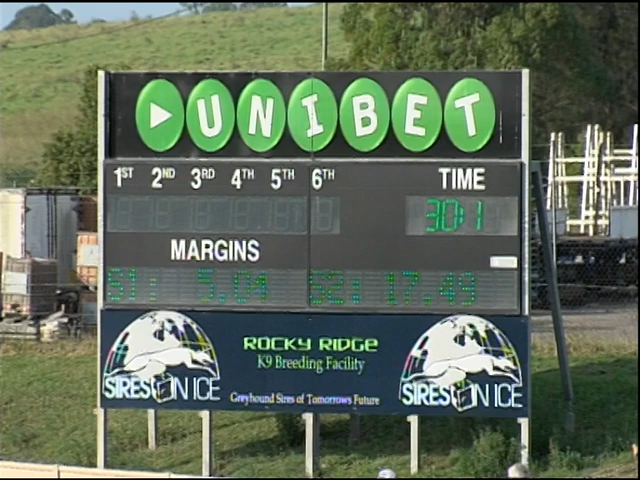 UNIBET
1ST 2ND 3RD 4TH 5TH 6TH TIME
30:1
MARGINS
S1: 5.04 S2: 17.49
ROCKY RIDGE
K9 Breeding Facility
SIRES ON ICE
SIRES ON ICE
Greyhound Sires of Tomorrows Future